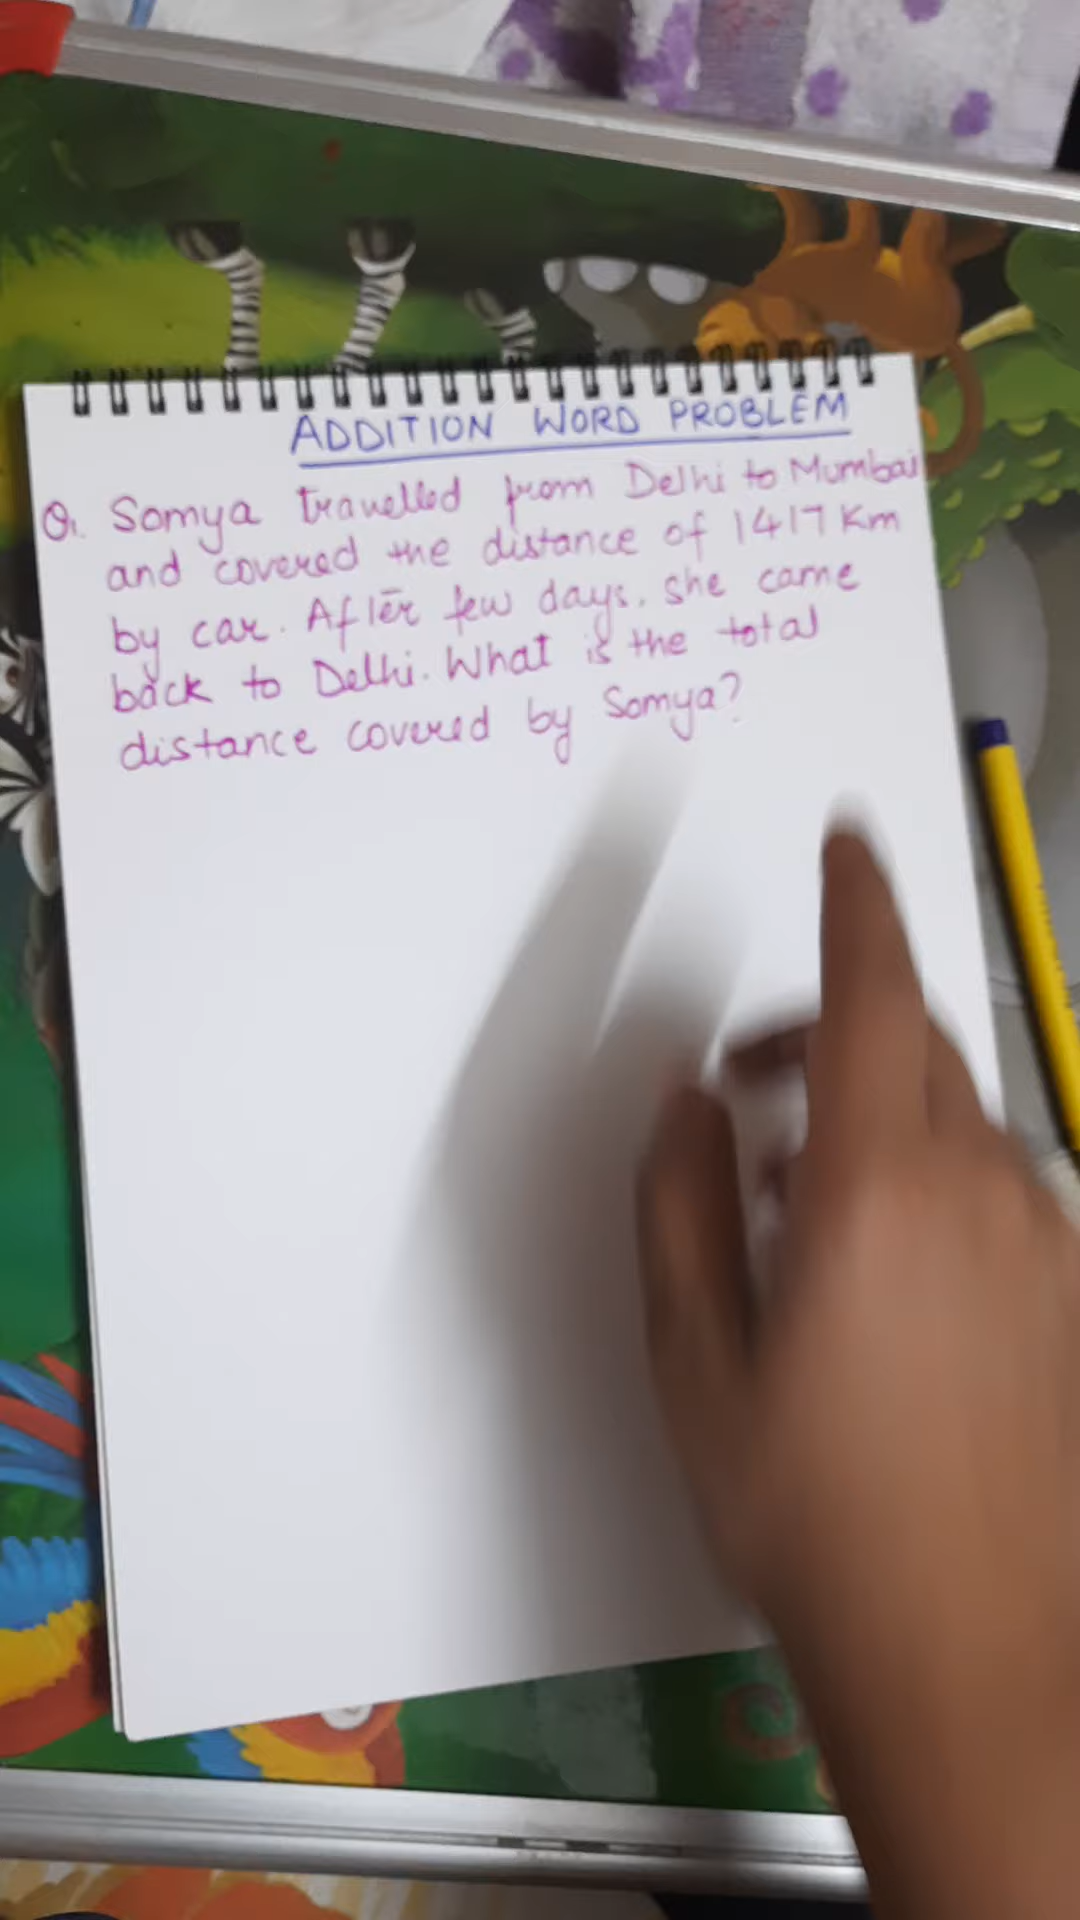 ADDITION WORD PROBLEM
Q1. Somya travelled from Delhi to Mumbai
and covered the distance of 1417 Km
by car. After few days, she came
back to Delhi. What is the total
distance covered by Somya?